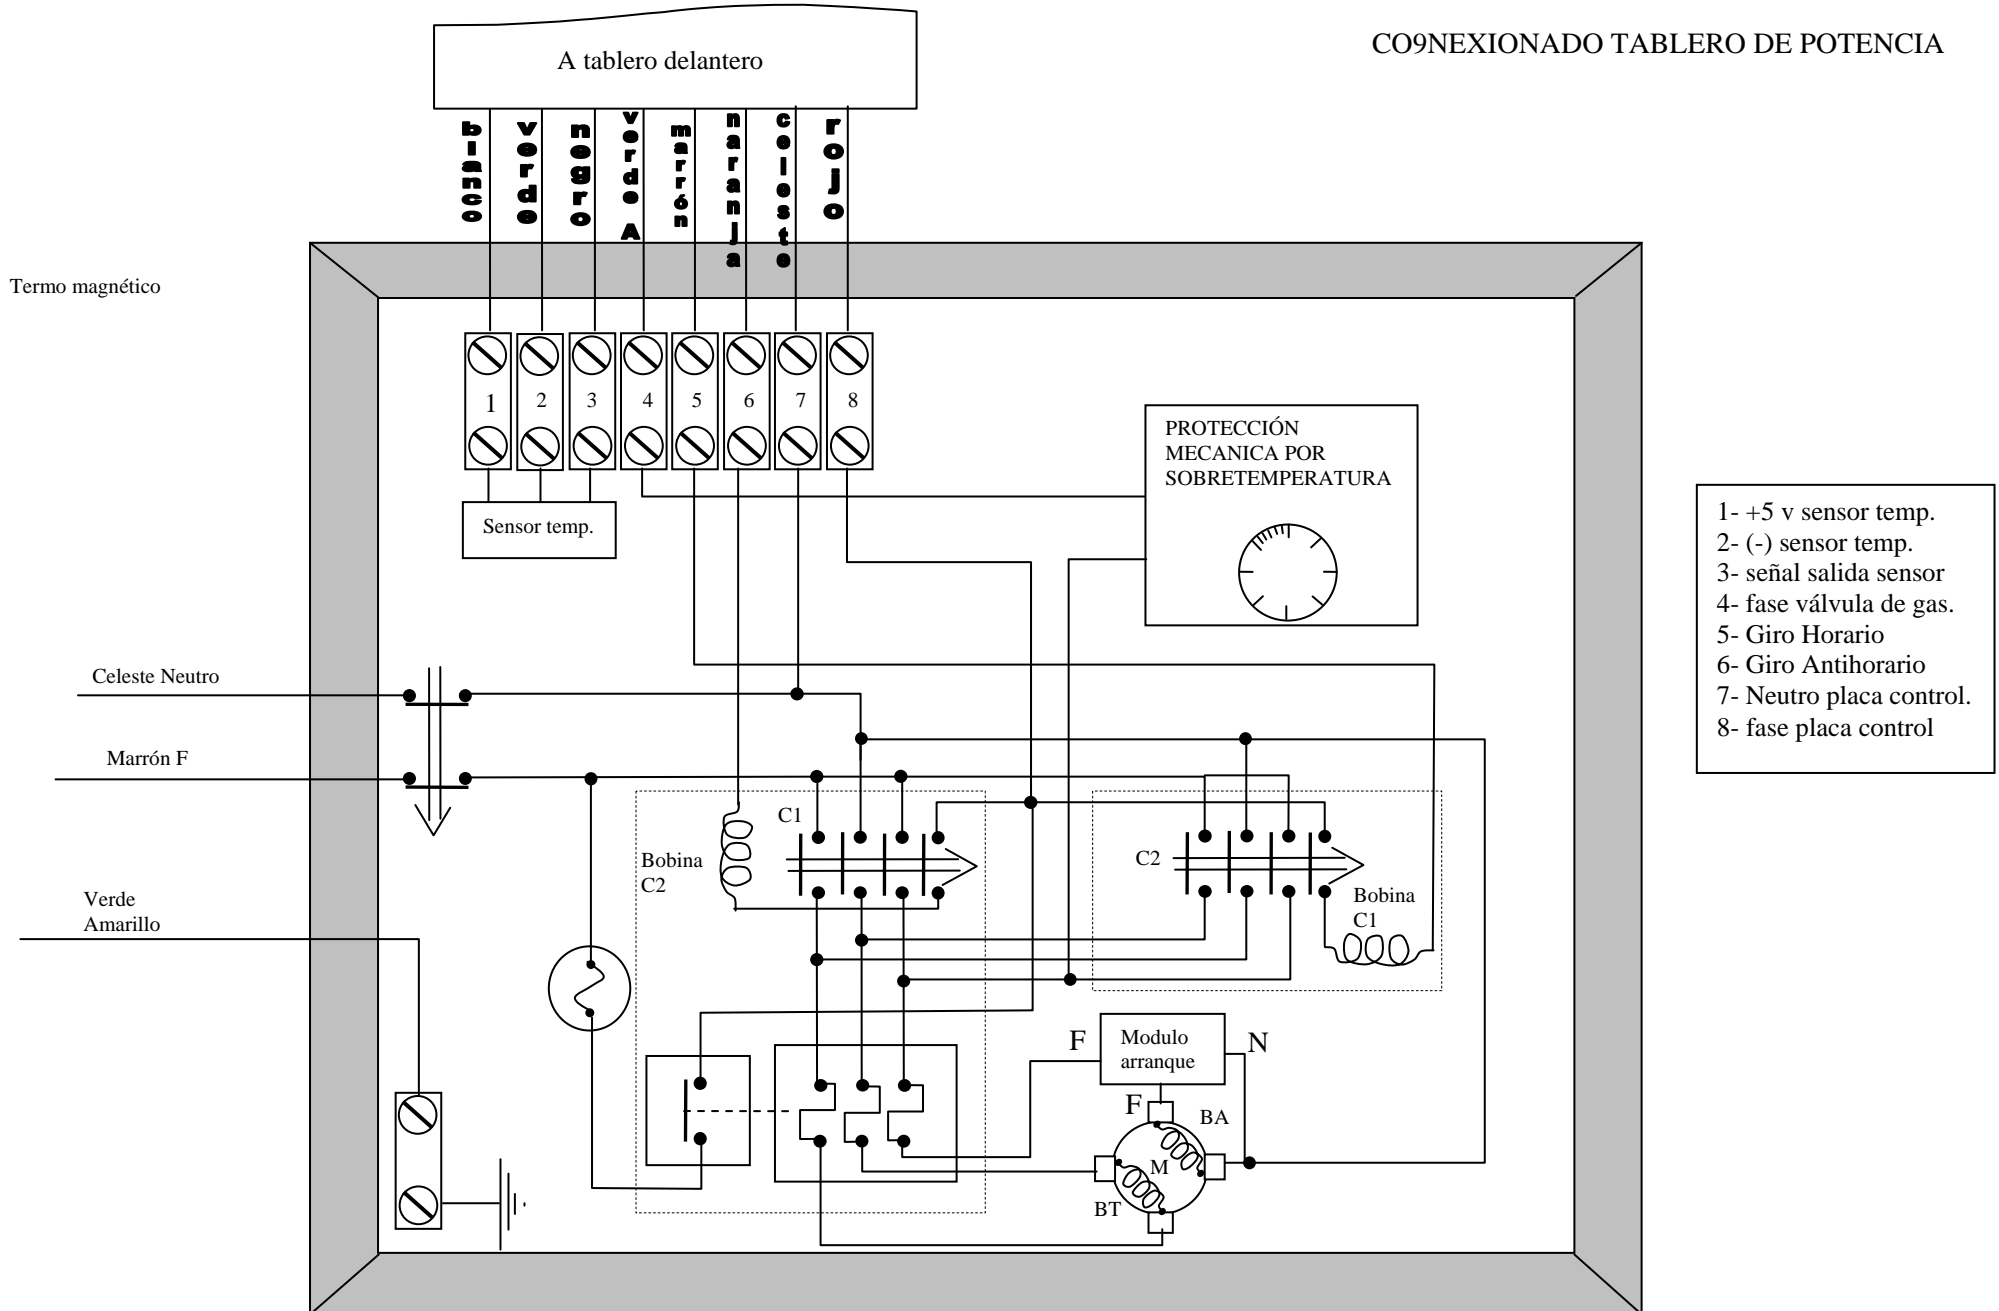 CO9NEXIONADO TABLERO DE POTENCIA
A tablero delantero
blanco
verde
negro
verde A
marrón
naranja
celeste
rojo
Termo magnético
1
2
3
4
5
6
7
8
PROTECCIÓN
MECANICA POR
SOBRETEMPERATURA
Sensor temp.
1- +5 v sensor temp.
2- (-) sensor temp.
3- señal salida sensor
4- fase válvula de gas.
5- Giro Horario
6- Giro Antihorario
7- Neutro placa control.
8- fase placa control
Celeste Neutro
Marrón F
C1
Bobina
C2
C2
Bobina
C1
Verde
Amarillo
F
Modulo
arranque
N
F
BA
M
BT